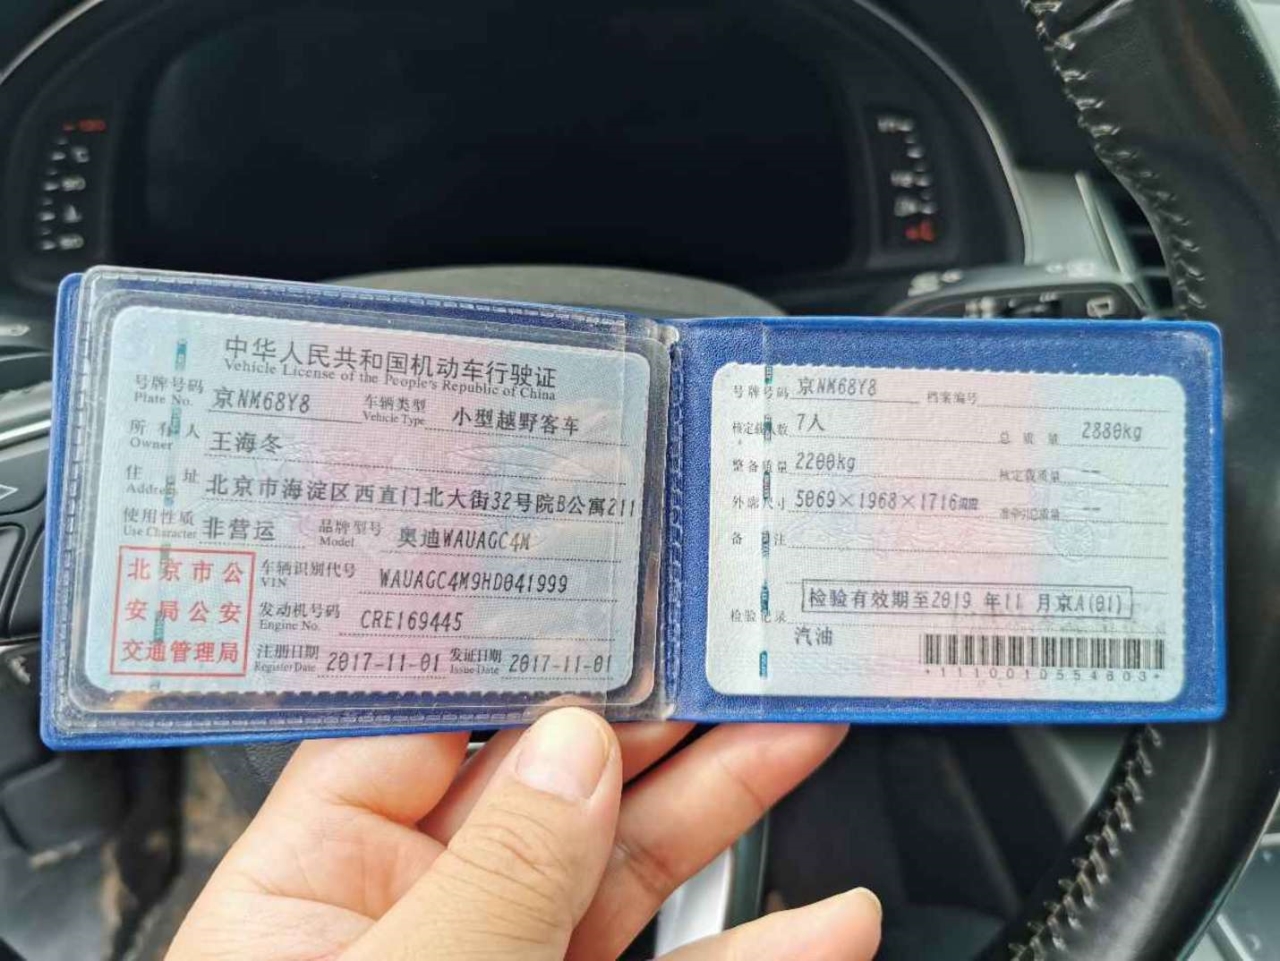 中华人民共和国机动车行驶证
Vehicle License of the People's Republic of China
号牌号码 京NM68Y8 车辆类型 小型越野客车
Plate No. Vehicle Type
所有人 王海冬
Owner
住址 北京市海淀区西直门北大街32号院B公寓211
Address
使用性质 非营运 品牌型号 奥迪WAUAGC4M
Use Character Model
北京市公
安局公安
交通管理局
车辆识别代号 WAUAGC4M9HD041999
VIN
发动机号码 CRE169445
Engine No.
注册日期 2017-11-01 发证日期 2017-11-01
Register Date Issue Date
号牌号码 京NM68Y8 档案编号
核定载人数 7人 总质量 2880kg
整备质量 2200kg 核定载质量 --
外廓尺寸 5069×1968×1716 准牵引总质量 --
备注
检验记录 检验有效期至2019年11月京A(01)
汽油
*1110010554603*